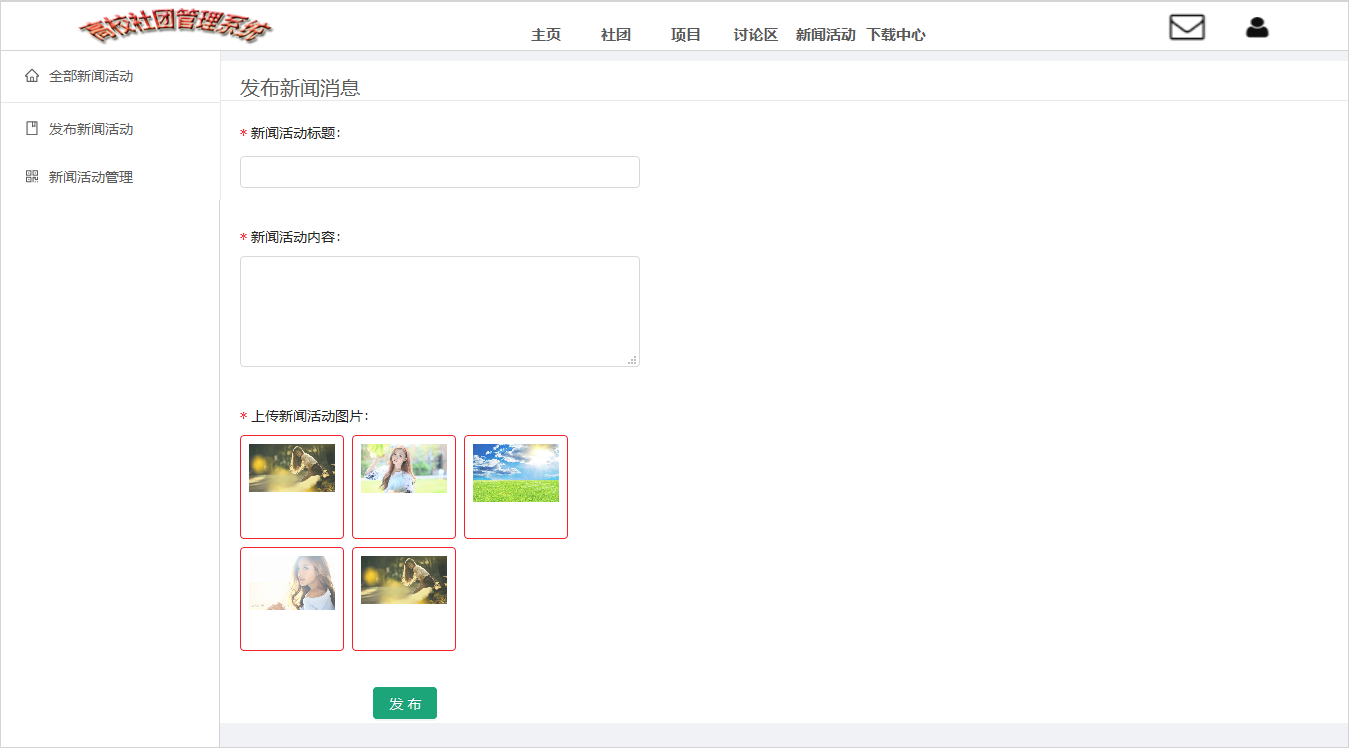 高校社团管理系统
主页 社团 项目 讨论区 新闻活动 下载中心
全部新闻活动
发布新闻活动
新闻活动管理
发布新闻消息
* 新闻活动标题:
* 新闻活动内容:
* 上传新闻活动图片:
发 布